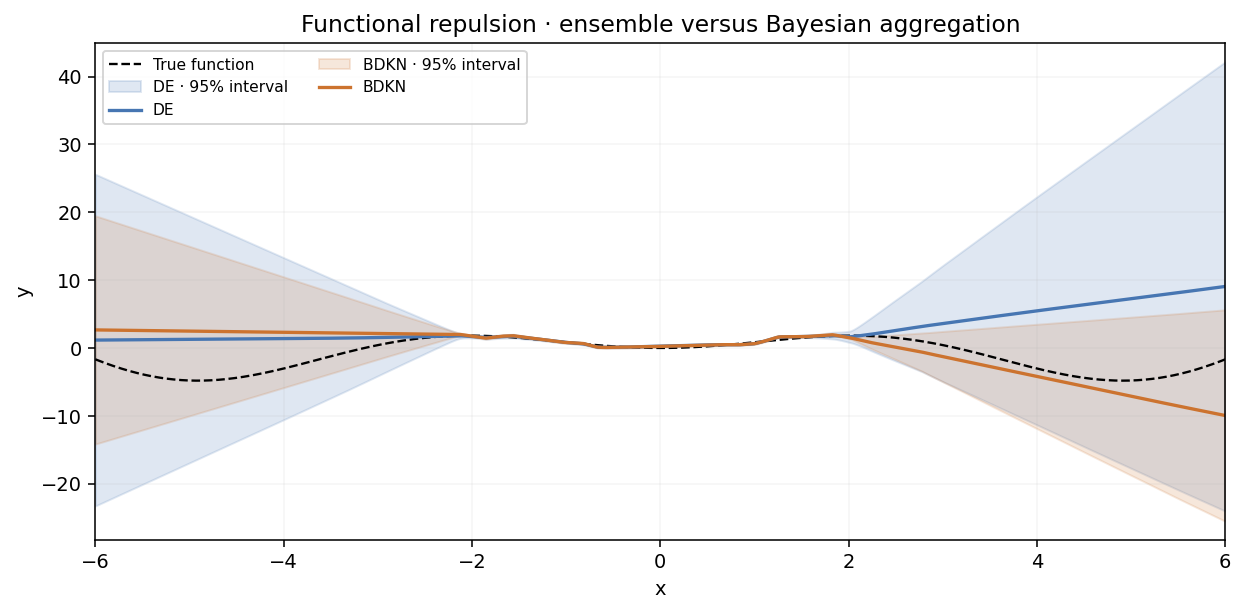 Functional repulsion · ensemble versus Bayesian aggregation
True function
DE · 95% interval
DE
BDKN · 95% interval
BDKN
y
40
30
20
10
0
−10
−20
−6
−4
−2
0
2
4
6
x